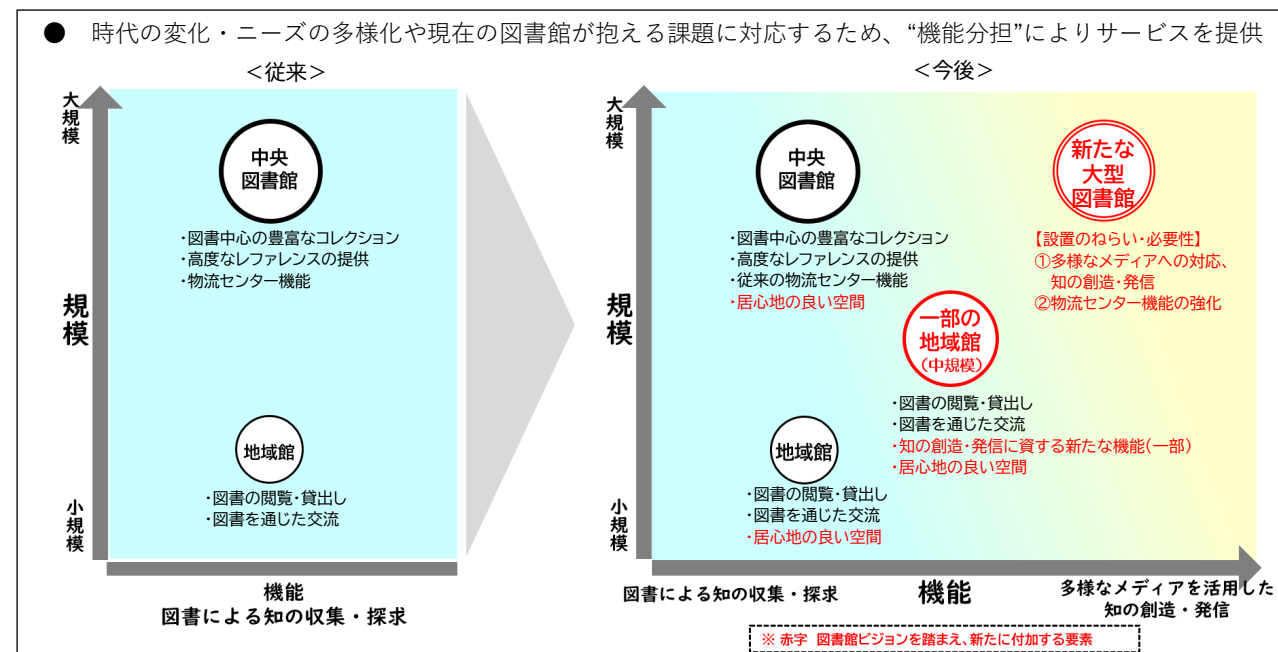 ● 時代の変化・ニーズの多様化や現在の図書館が抱える課題に対応するため、“機能分担”によりサービスを提供
＜従来＞
大規模
規模
小規模
中央
図書館
・図書中心の豊富なコレクション
・高度なレファレンスの提供
・物流センター機能
地域館
・図書の閲覧・貸出し
・図書を通じた交流
機能
図書による知の収集・探求
＜今後＞
大規模
規模
小規模
中央
図書館
・図書中心の豊富なコレクション
・高度なレファレンスの提供
・従来の物流センター機能
・居心地の良い空間
新たな
大型
図書館
【設置のねらい・必要性】
①多様なメディアへの対応、
知の創造・発信
②物流センター機能の強化
一部の
地域館
（中規模）
・図書の閲覧・貸出し
・図書を通じた交流
・知の創造・発信に資する新たな機能（一部）
・居心地の良い空間
地域館
・図書の閲覧・貸出し
・図書を通じた交流
・居心地の良い空間
図書による知の収集・探求
機能
多様なメディアを活用した
知の創造・発信
※ 赤字 図書館ビジョンを踏まえ、新たに付加する要素